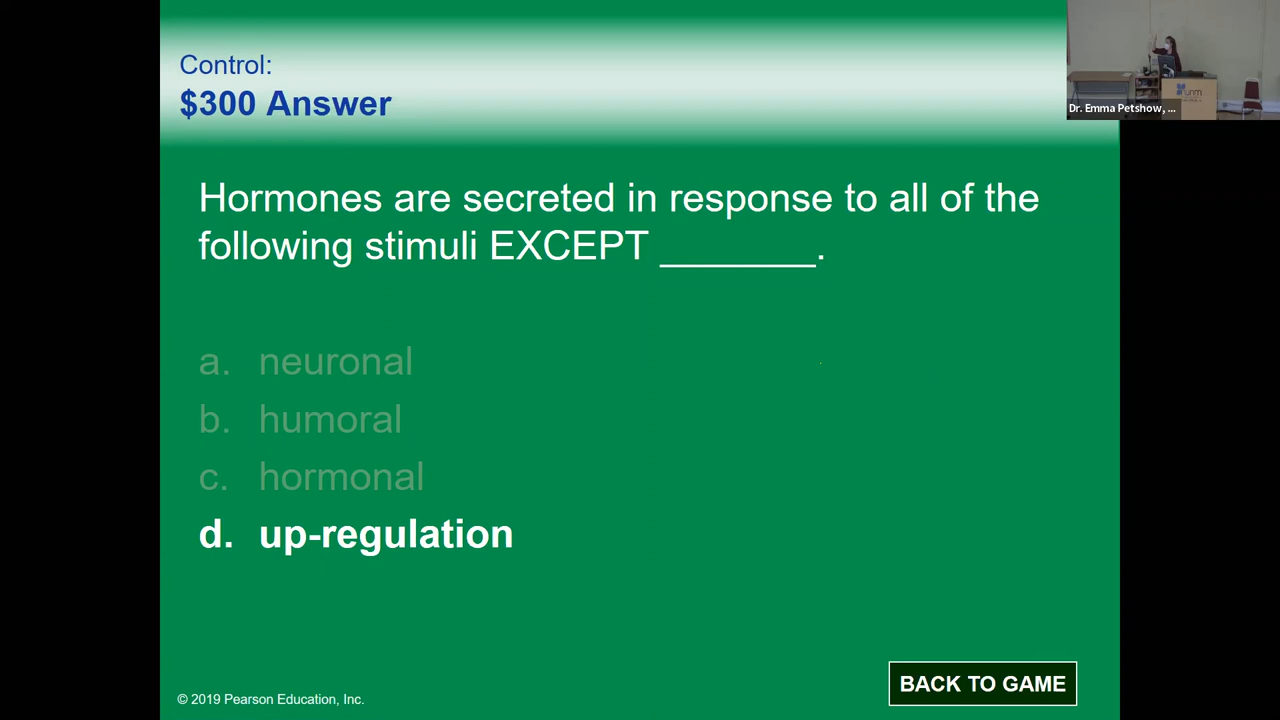 Control:
$300 Answer
Dr. Emma Petshow, ...
Hormones are secreted in response to all of the
following stimuli EXCEPT _______.
a. neuronal
b. humoral
c. hormonal
d. up-regulation
BACK TO GAME
© 2019 Pearson Education, Inc.